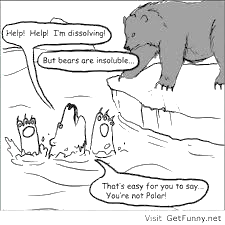 Help! Help! I'm dissolving!
But bears are insoluble...
That's easy for you to say...
You're not Polar!
Visit GetFunny.net